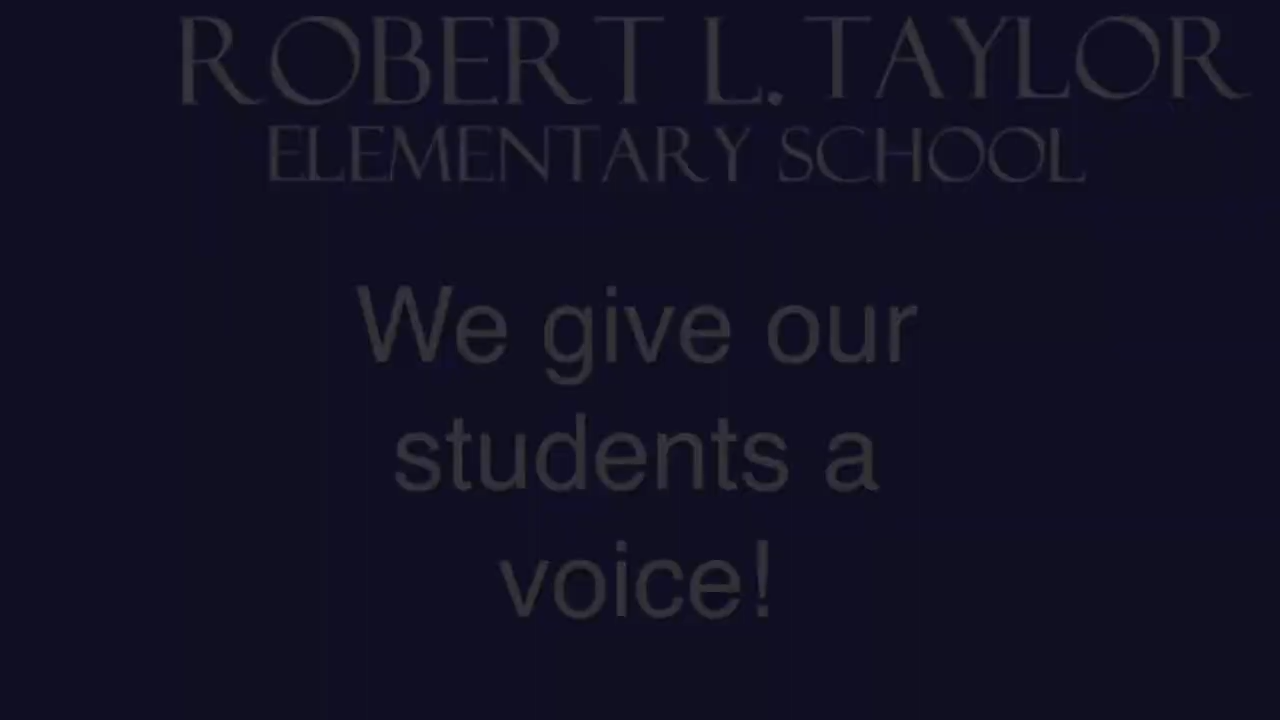 ROBERT L. TAYLOR
ELEMENTARY SCHOOL
We give our
students a
voice!